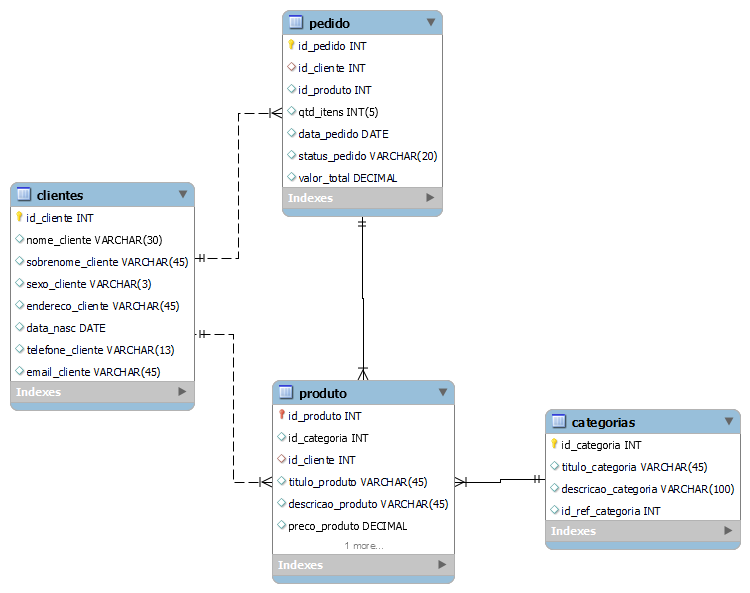 pedido
id_pedido INT
id_cliente INT
id_produto INT
qtd_itens INT(5)
data_pedido DATE
status_pedido VARCHAR(20)
valor_total DECIMAL
Indexes
clientes
id_cliente INT
nome_cliente VARCHAR(30)
sobrenome_cliente VARCHAR(45)
sexo_cliente VARCHAR(3)
endereco_cliente VARCHAR(45)
data_nasc DATE
telefone_cliente VARCHAR(13)
email_cliente VARCHAR(45)
Indexes
produto
id_produto INT
id_categoria INT
id_cliente INT
titulo_produto VARCHAR(45)
descricao_produto VARCHAR(45)
preco_produto DECIMAL
1 more...
Indexes
categorias
id_categoria INT
titulo_categoria VARCHAR(45)
descricao_categoria VARCHAR(100)
id_ref_categoria INT
Indexes